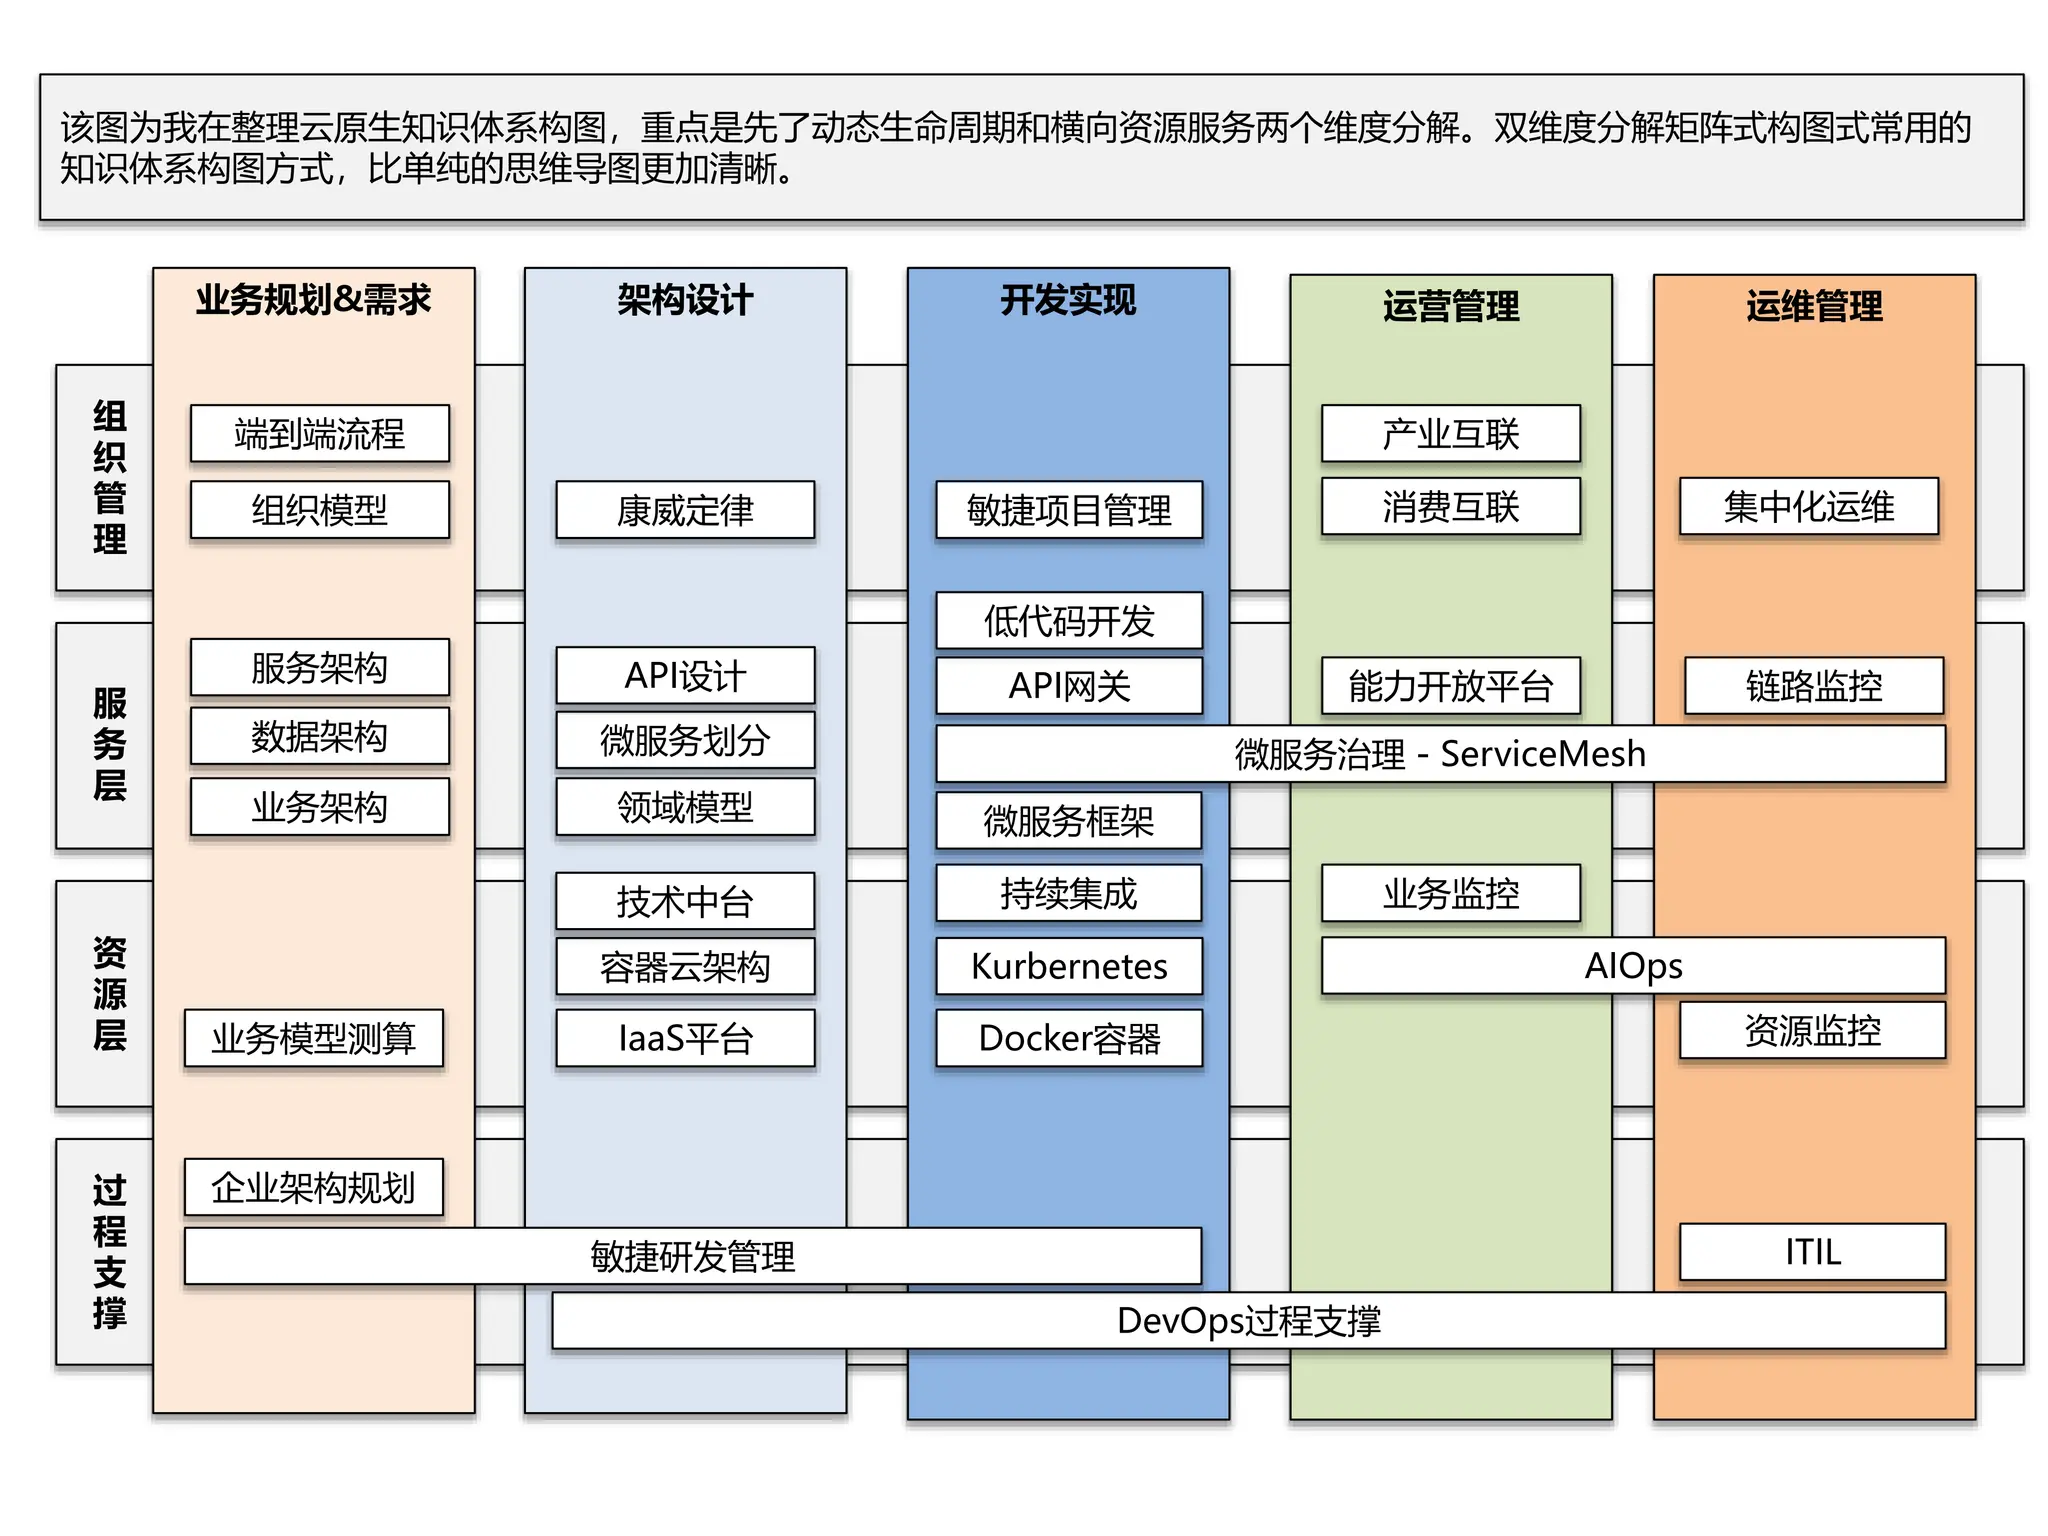 该图为我在整理云原生知识体系构图，重点是先了动态生命周期和横向资源服务两个维度分解。双维度分解矩阵式构图式常用的
知识体系构图方式，比单纯的思维导图更加清晰。
业务规划&需求
架构设计
开发实现
运营管理
运维管理
组织管理
端到端流程
产业互联
组织模型
康威定律
敏捷项目管理
消费互联
集中化运维
服务层
低代码开发
服务架构
API设计
API网关
能力开放平台
链路监控
数据架构
微服务划分
微服务治理 - ServiceMesh
业务架构
领域模型
微服务框架
资源层
技术中台
持续集成
业务监控
容器云架构
Kurbernetes
AIOps
业务模型测算
IaaS平台
Docker容器
资源监控
过程支撑
企业架构规划
敏捷研发管理
ITIL
DevOps过程支撑